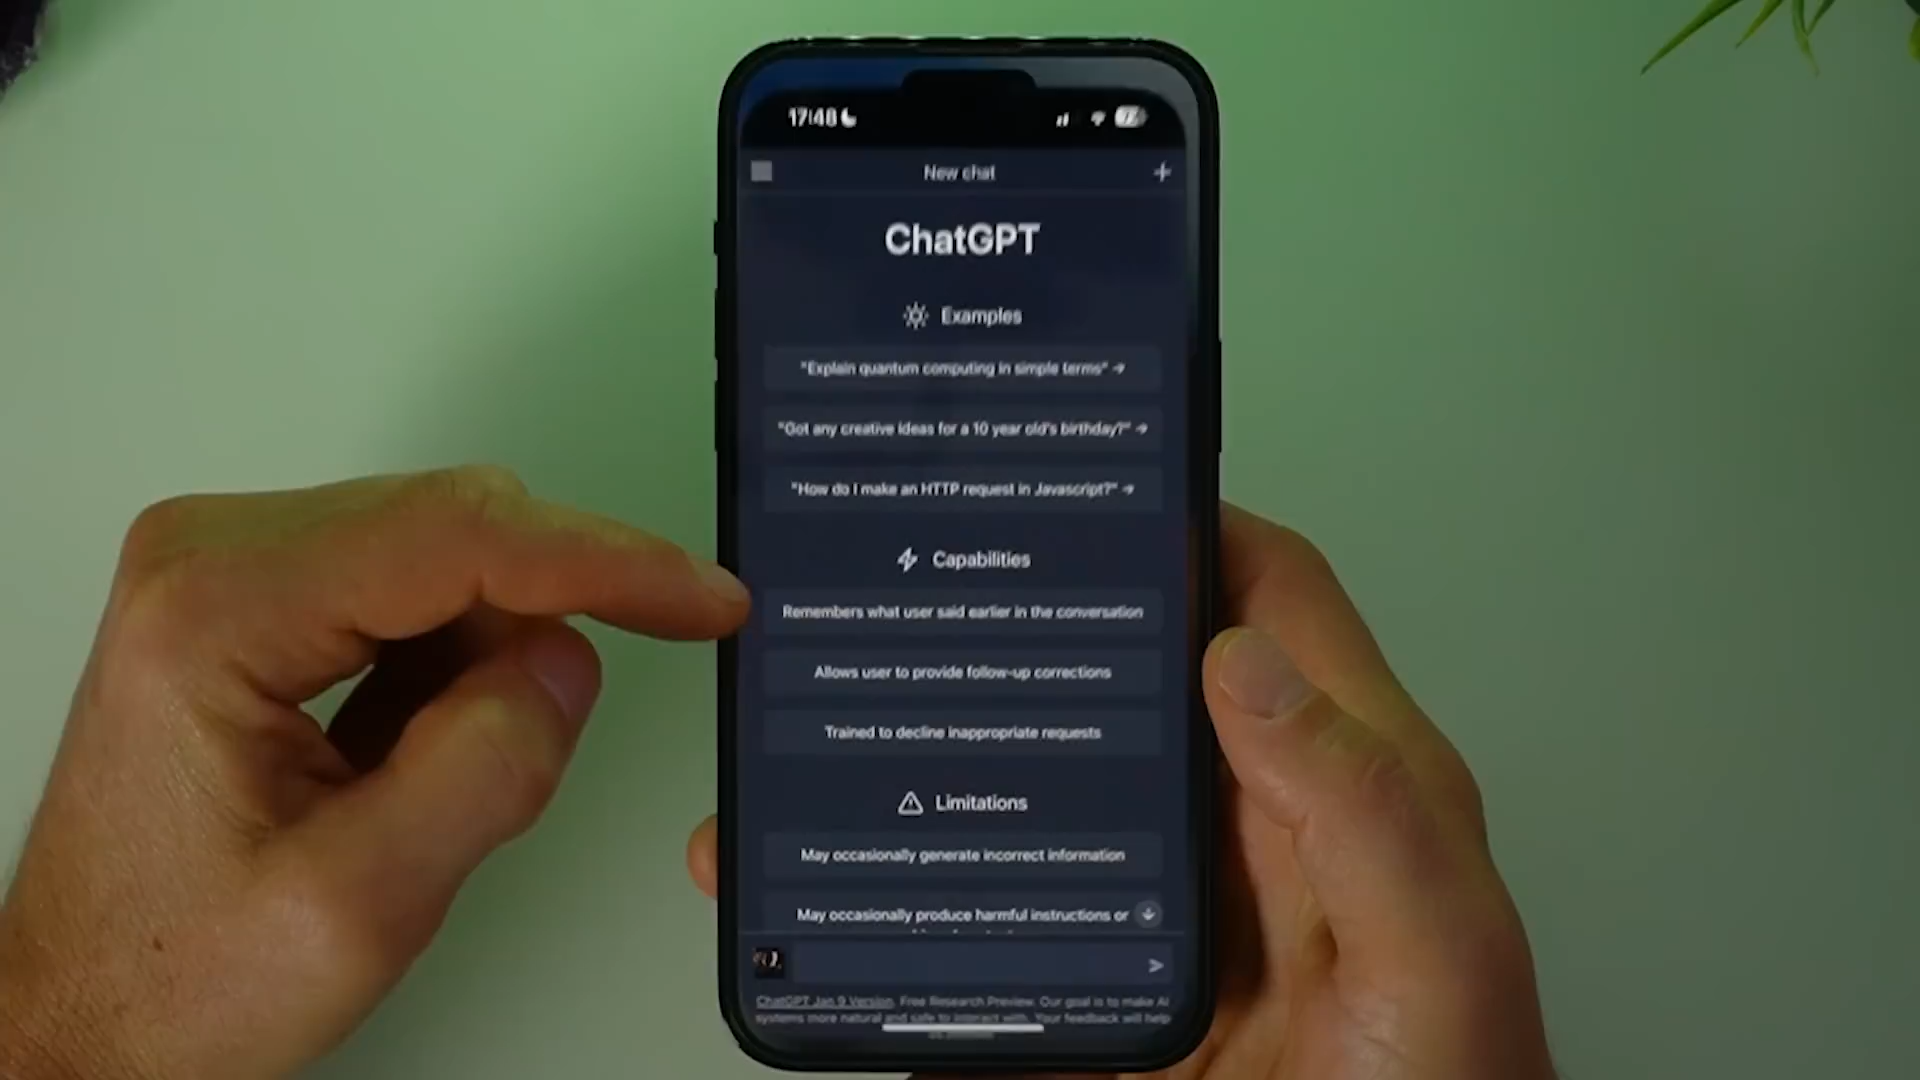 17:48
New chat
ChatGPT
Examples
"Explain quantum computing in simple terms" →
"Got any creative ideas for a 10 year old's birthday?" →
"How do I make an HTTP request in Javascript?" →
Capabilities
Remembers what user said earlier in the conversation
Allows user to provide follow-up corrections
Trained to decline inappropriate requests
Limitations
May occasionally generate incorrect information
May occasionally produce harmful instructions or
ChatGPT Jan 9 Version. Free Research Preview. Our goal is to make AI
systems more natural and safe to interact with. Your feedback will help